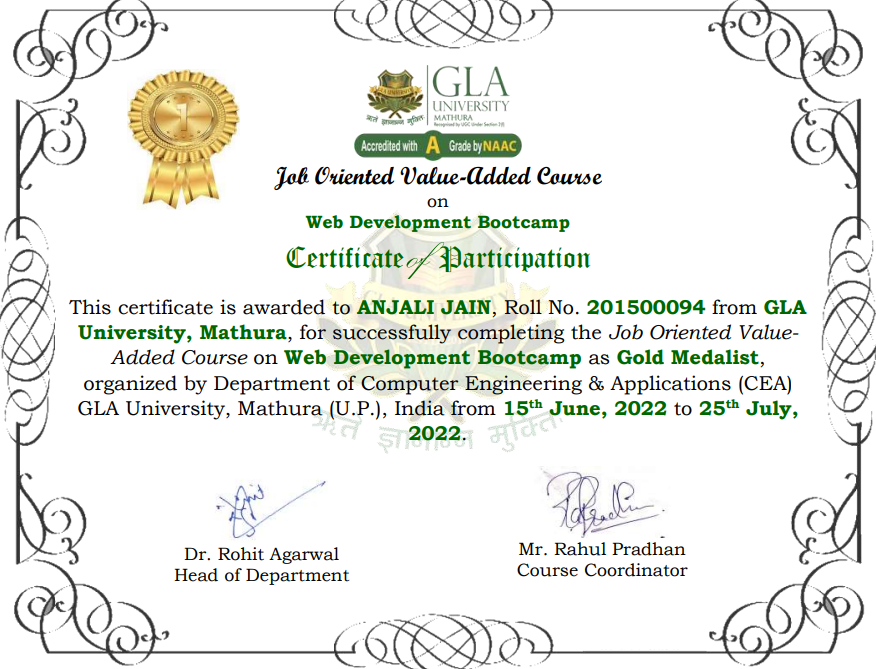 1
GLA UNIVERSITY
GLA
UNIVERSITY
MATHURA
Recognised by UGC Under Section 2(f)
ऋते ज्ञानान्न मुक्तिः
Accredited with A Grade by NAAC
Job Oriented Value-Added Course
on
Web Development Bootcamp
Certificate of Participation
This certificate is awarded to ANJALI JAIN, Roll No. 201500094 from GLA
University, Mathura, for successfully completing the Job Oriented Value-
Added Course on Web Development Bootcamp as Gold Medalist,
organized by Department of Computer Engineering & Applications (CEA)
GLA University, Mathura (U.P.), India from 15th June, 2022 to 25th July,
2022.
ऋते ज्ञानान्न मुक्तिः
Dr. Rohit Agarwal
Head of Department
Mr. Rahul Pradhan
Course Coordinator